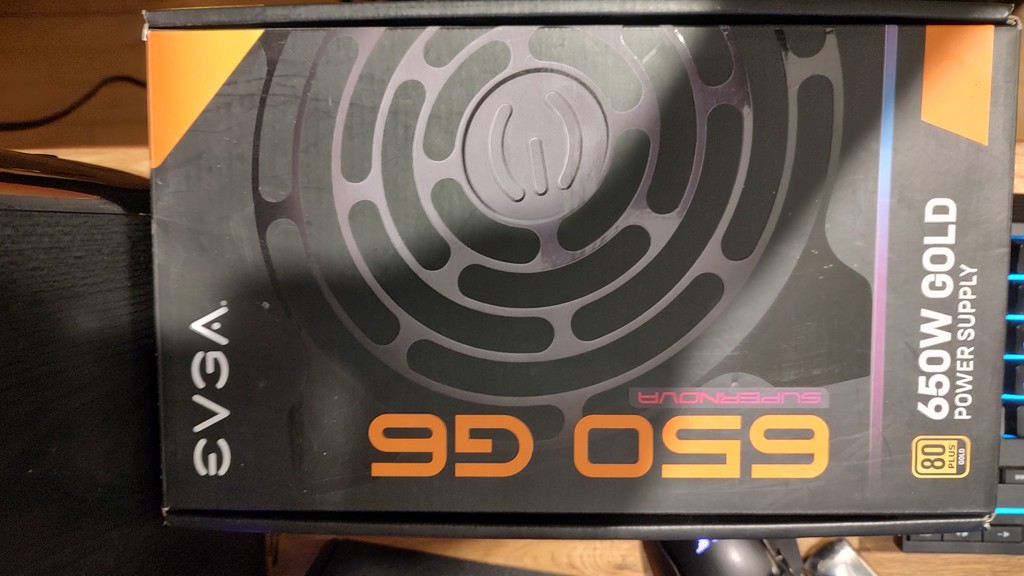 EVGA
SUPERNOVA
650 G6
650W GOLD
POWER SUPPLY
80
PLUS
GOLD